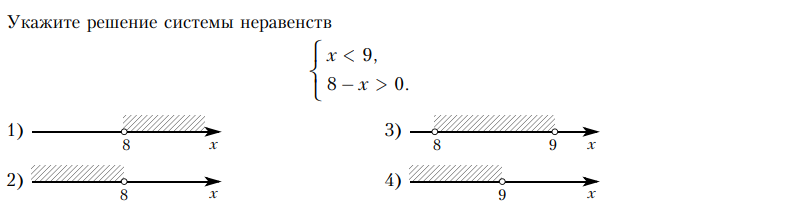 Укажите решение системы неравенств
x < 9,
8 − x > 0.
1) 8 x
3) 8 9 x
2) 8 x
4) 9 x